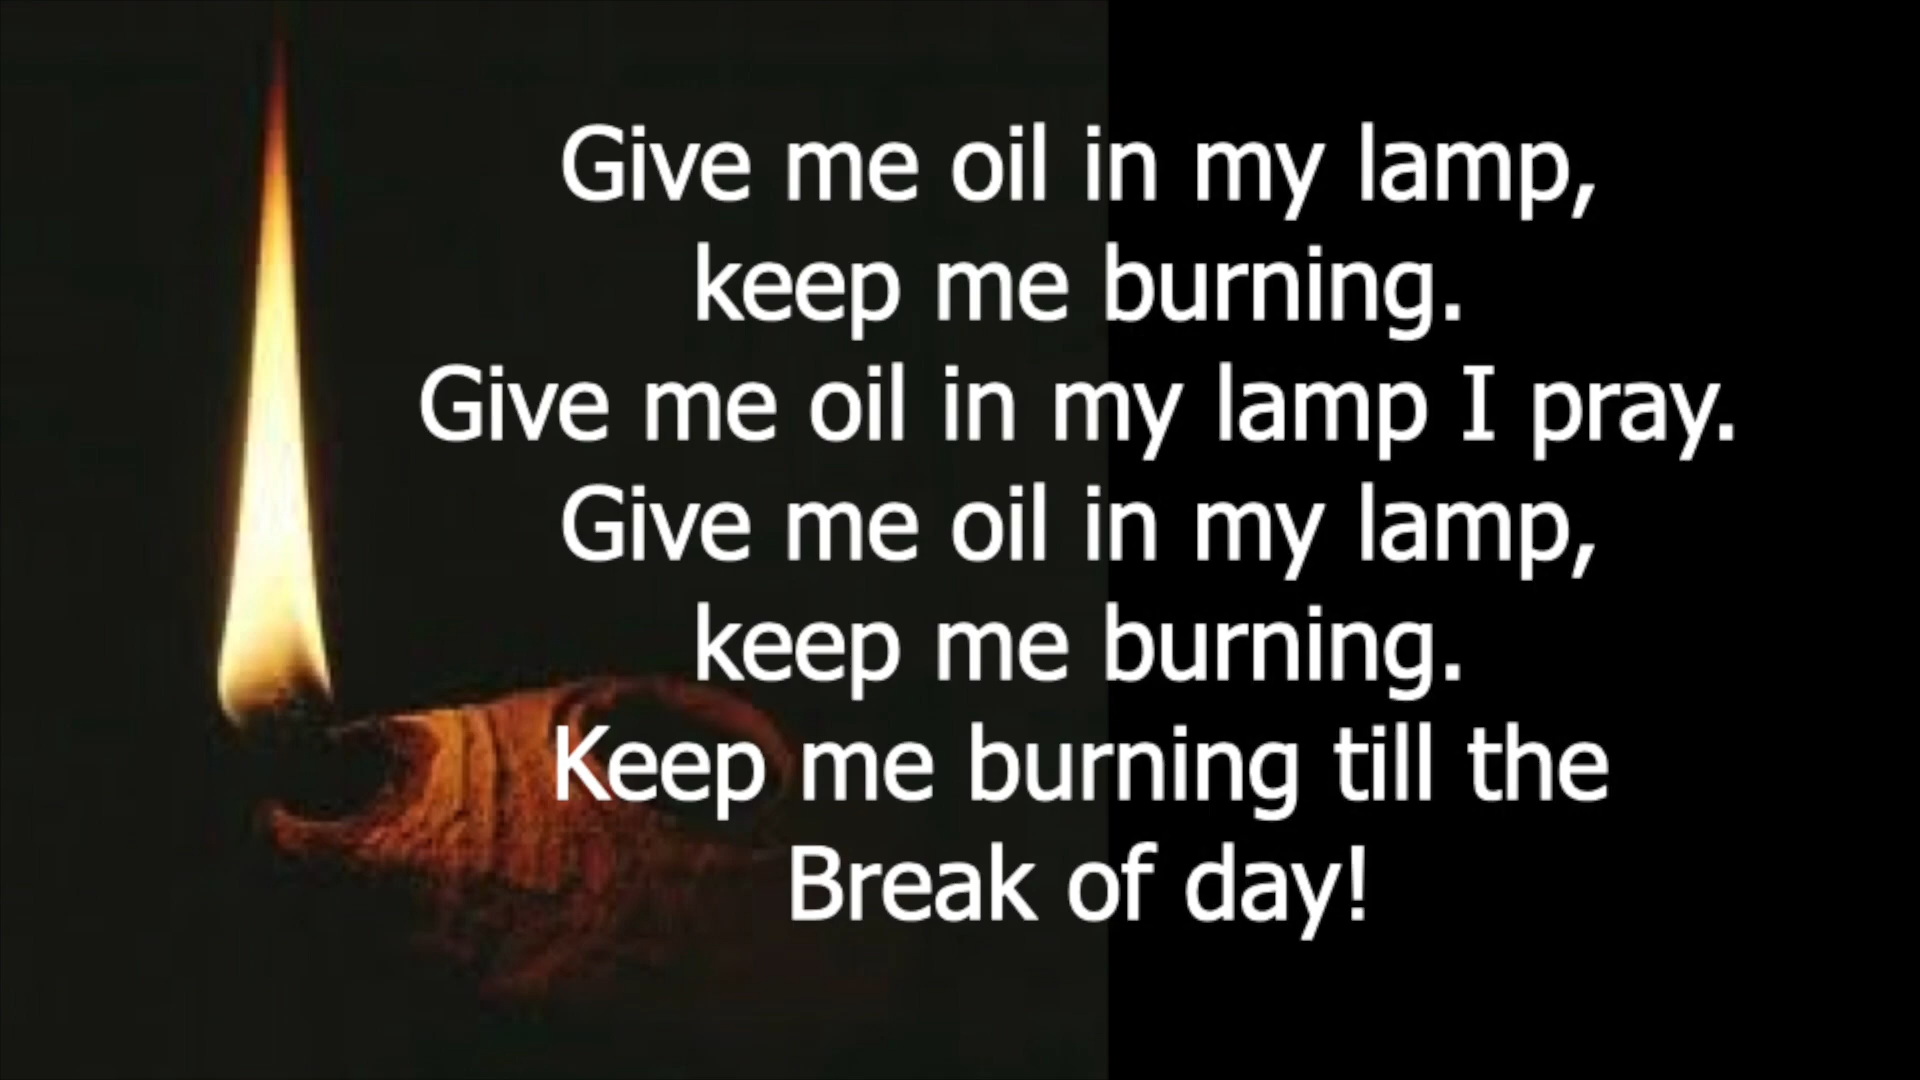 Give me oil in my lamp,
keep me burning.
Give me oil in my lamp I pray.
Give me oil in my lamp,
keep me burning.
Keep me burning till the
Break of day!